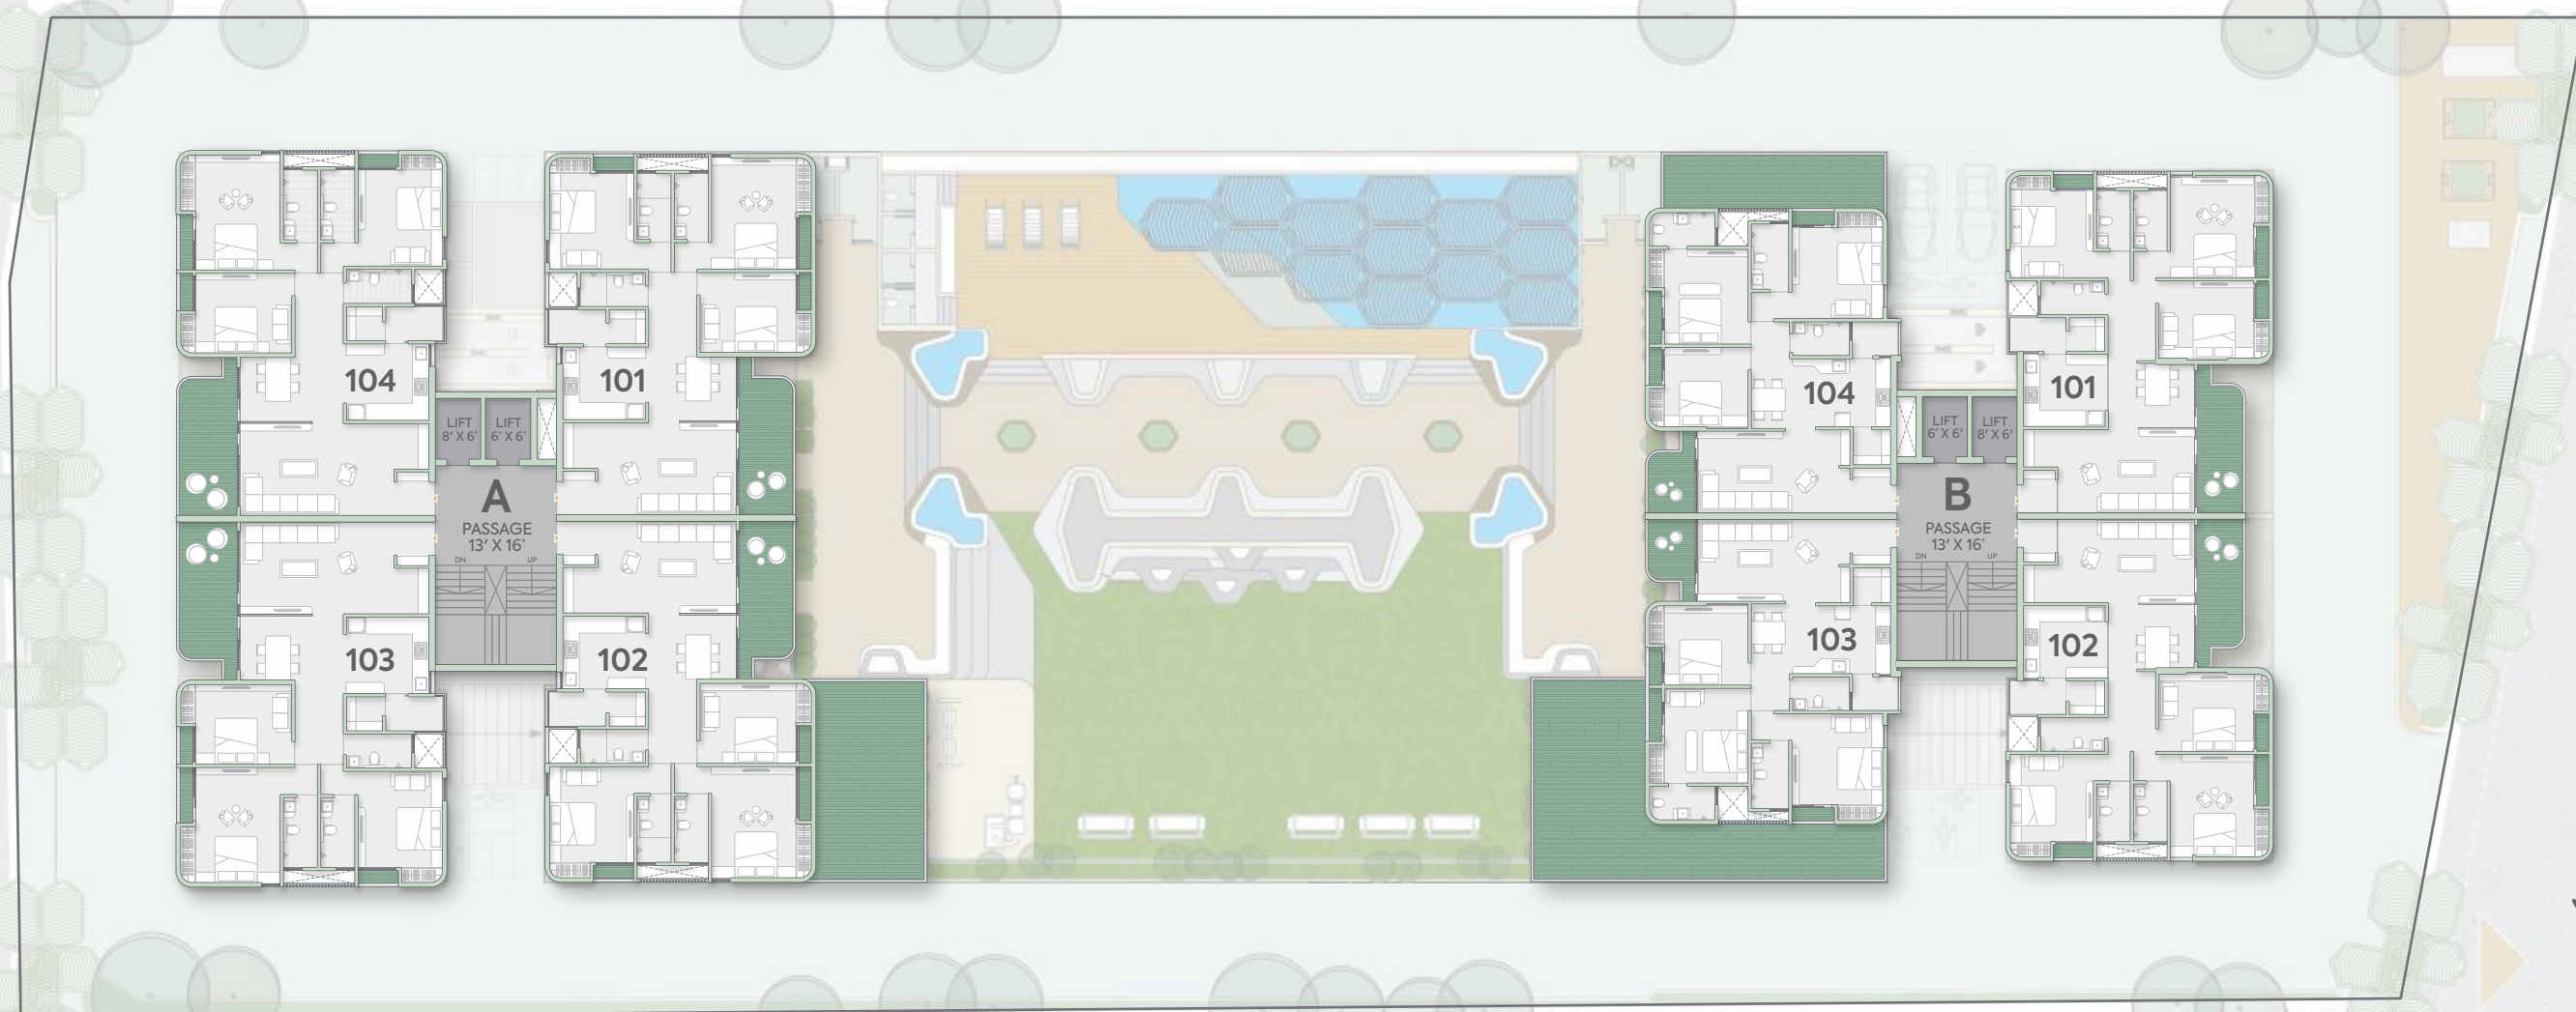 104
101
LIFT
8' X 6'
LIFT
6' X 6'
A
PASSAGE
13' X 16'
DN
UP
103
102
104
101
LIFT
6' X 6'
LIFT
8' X 6'
B
PASSAGE
13' X 16'
DN
UP
103
102